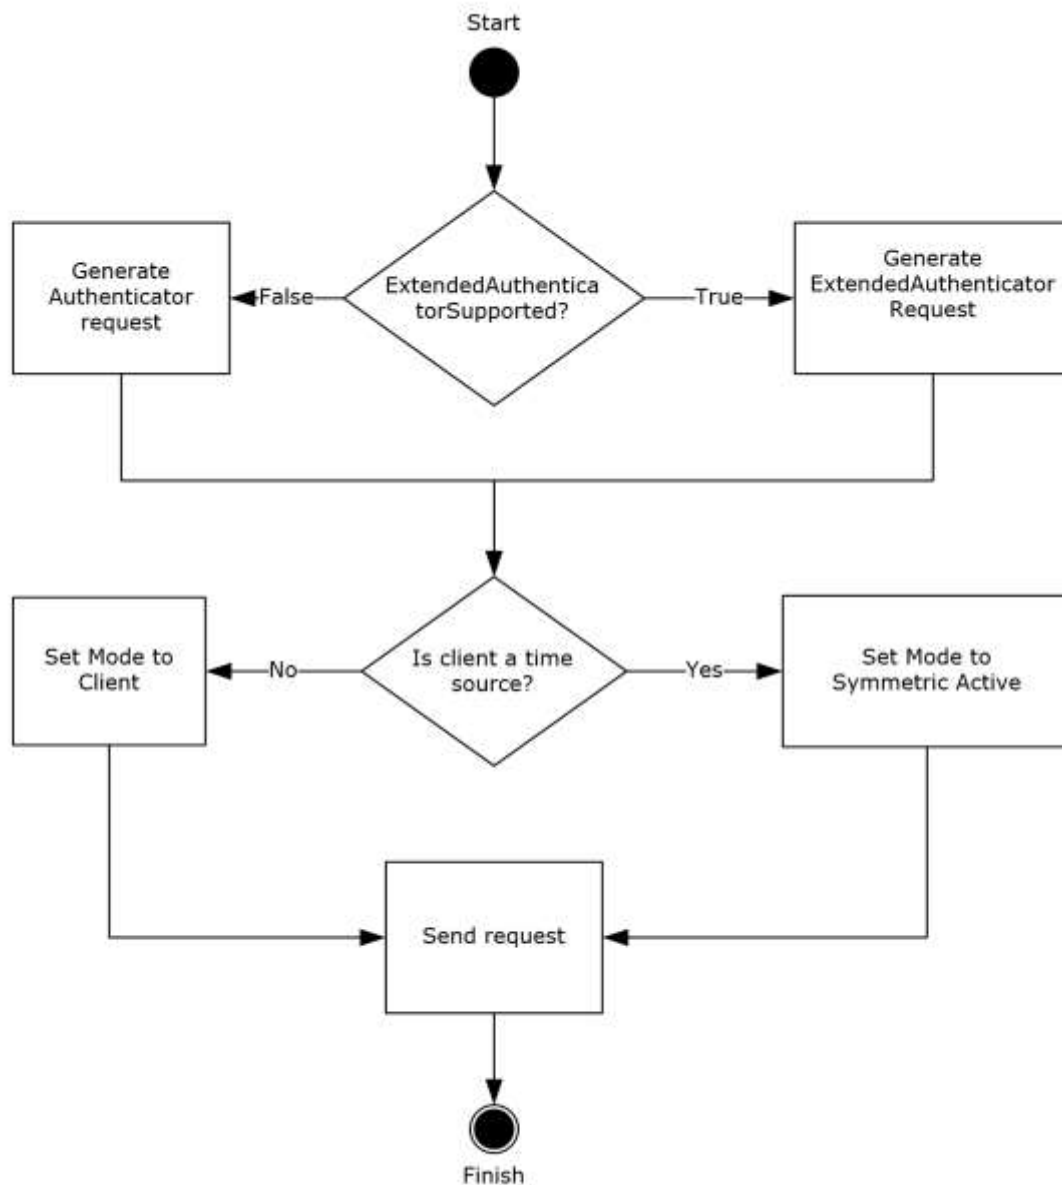 Start
Generate
Authenticator
request
False
ExtendedAuthentica
torSupported?
True
Generate
ExtendedAuthenticator
Request
Set Mode to
Client
No
Is client a time
source?
Yes
Set Mode to
Symmetric Active
Send request
Finish